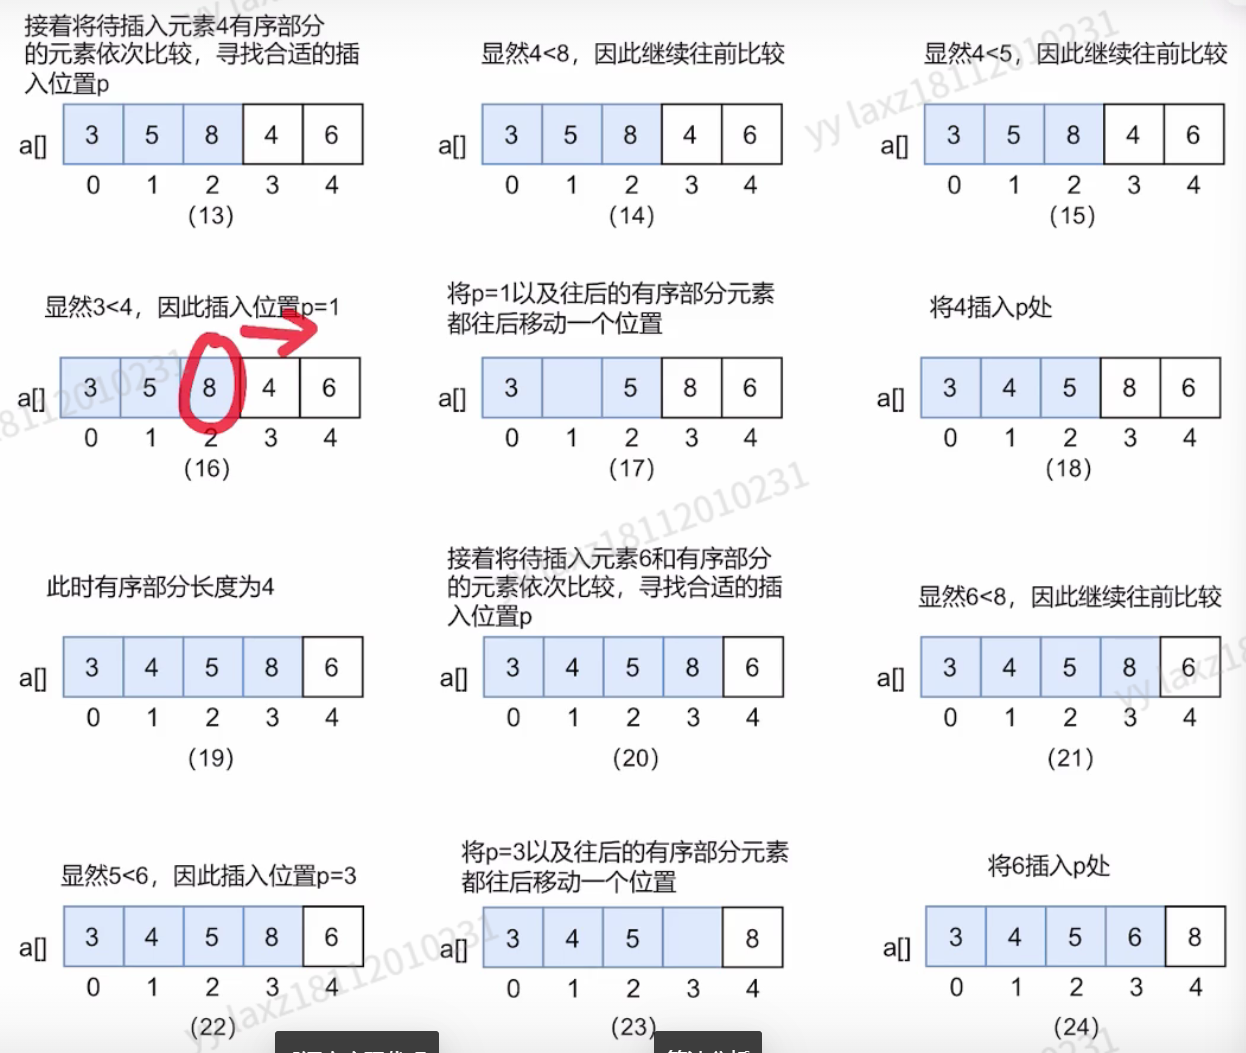 接着将待插入元素4有序部分
的元素依次比较，寻找合适的插
入位置p
显然4<8，因此继续往前比较
显然4<5，因此继续往前比较
a[] 3 5 8 4 6
0 1 2 3 4
(13)
a[] 3 5 8 4 6
0 1 2 3 4
(14)
a[] 3 5 8 4 6
0 1 2 3 4
(15)
显然3<4，因此插入位置p=1
将p=1以及往后的有序部分元素
都往后移动一个位置
将4插入p处
a[] 3 5 8 4 6
0 1 2 3 4
(16)
a[] 3 5 8 6
0 1 2 3 4
(17)
a[] 3 4 5 8 6
0 1 2 3 4
(18)
此时有序部分长度为4
接着将待插入元素6和有序部分
的元素依次比较，寻找合适的插
入位置p
显然6<8，因此继续往前比较
a[] 3 4 5 8 6
0 1 2 3 4
(19)
a[] 3 4 5 8 6
0 1 2 3 4
(20)
a[] 3 4 5 8 6
0 1 2 3 4
(21)
显然5<6，因此插入位置p=3
将p=3以及往后的有序部分元素
都往后移动一个位置
将6插入p处
a[] 3 4 5 8 6
0 1 2 3 4
(22)
a[] 3 4 5 8
0 1 2 3 4
(23)
a[] 3 4 5 6 8
0 1 2 3 4
(24)
yy laxz18112010231
18112010231
yy laxz18112010231
yy laxz18
yy laxz18112010231